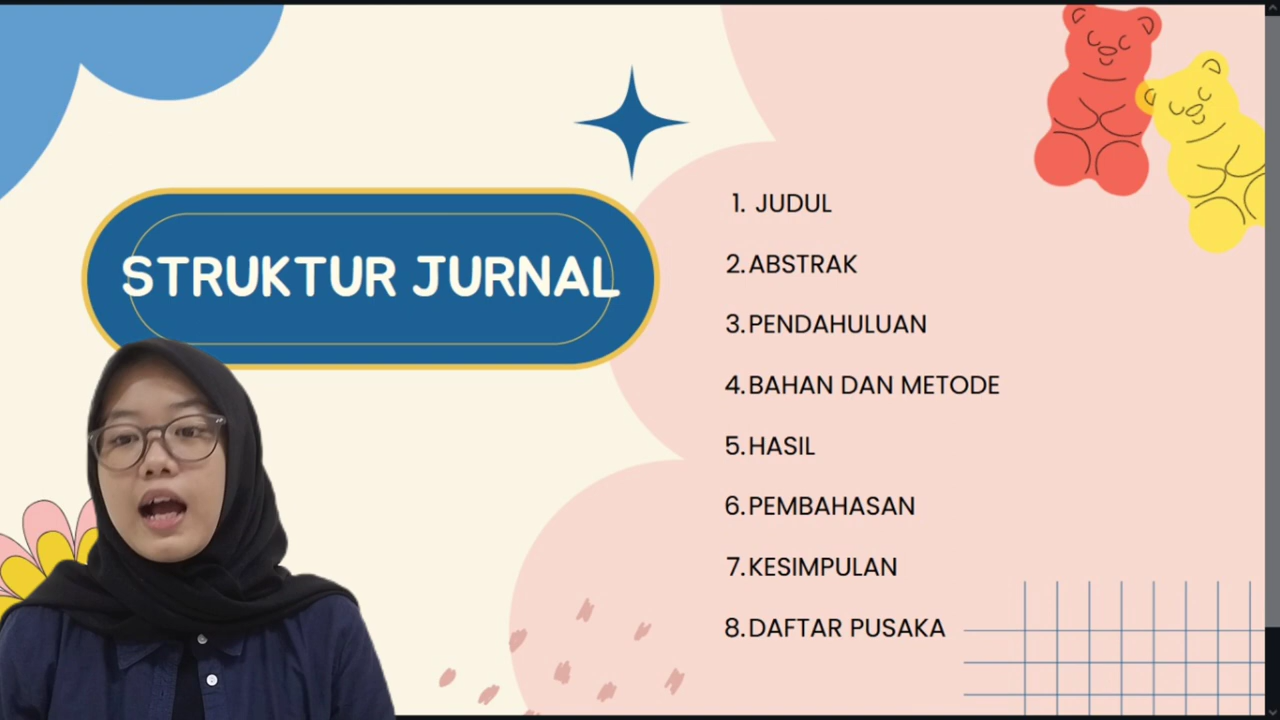 STRUKTUR JURNAL
1. JUDUL
2. ABSTRAK
3. PENDAHULUAN
4. BAHAN DAN METODE
5. HASIL
6. PEMBAHASAN
7. KESIMPULAN
8. DAFTAR PUSAKA